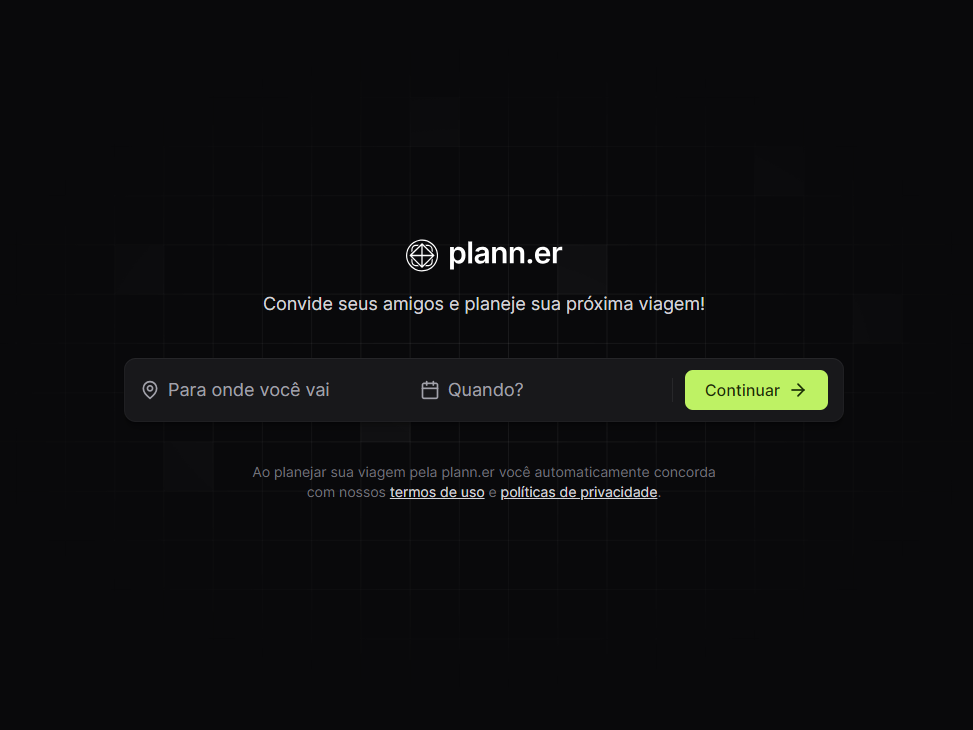 plann.er
Convide seus amigos e planeje sua próxima viagem!
Para onde você vai
Quando?
Continuar
Ao planejar sua viagem pela plann.er você automaticamente concorda
com nossos termos de uso e políticas de privacidade.